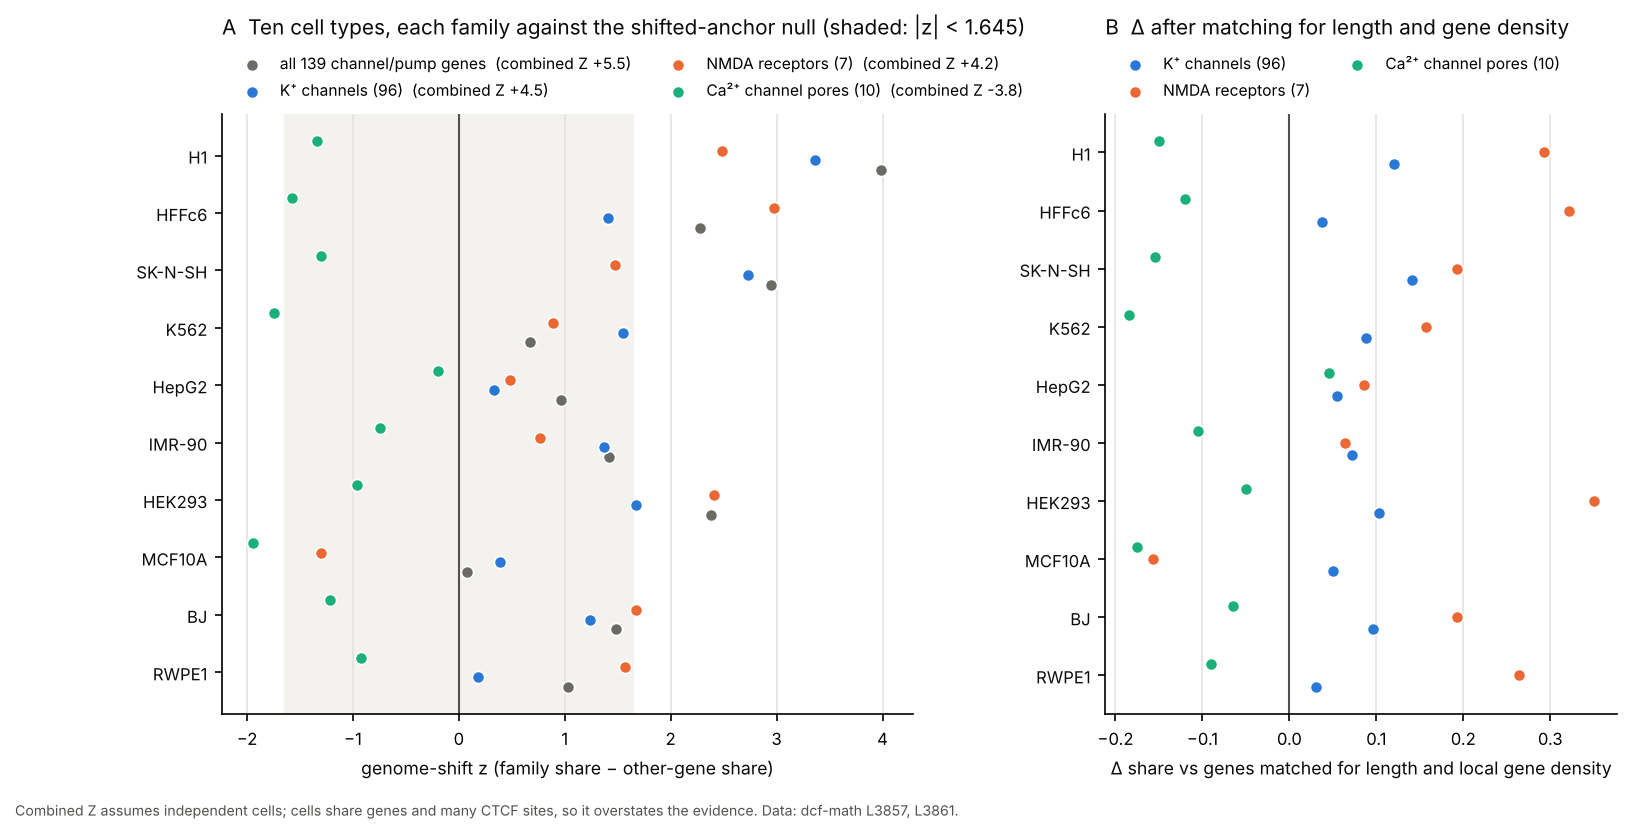 A Ten cell types, each family against the shifted-anchor null (shaded: |z| < 1.645)
all 139 channel/pump genes (combined Z +5.5)
NMDA receptors (7) (combined Z +4.2)
K⁺ channels (96) (combined Z +4.5)
Ca²⁺ channel pores (10) (combined Z -3.8)
H1
HFFc6
SK-N-SH
K562
HepG2
IMR-90
HEK293
MCF10A
BJ
RWPE1
−2 −1 0 1 2 3 4
genome-shift z (family share − other-gene share)
B Δ after matching for length and gene density
K⁺ channels (96)
Ca²⁺ channel pores (10)
NMDA receptors (7)
H1
HFFc6
SK-N-SH
K562
HepG2
IMR-90
HEK293
MCF10A
BJ
RWPE1
−0.2 −0.1 0.0 0.1 0.2 0.3
Δ share vs genes matched for length and local gene density
Combined Z assumes independent cells; cells share genes and many CTCF sites, so it overstates the evidence. Data: dcf-math L3857, L3861.